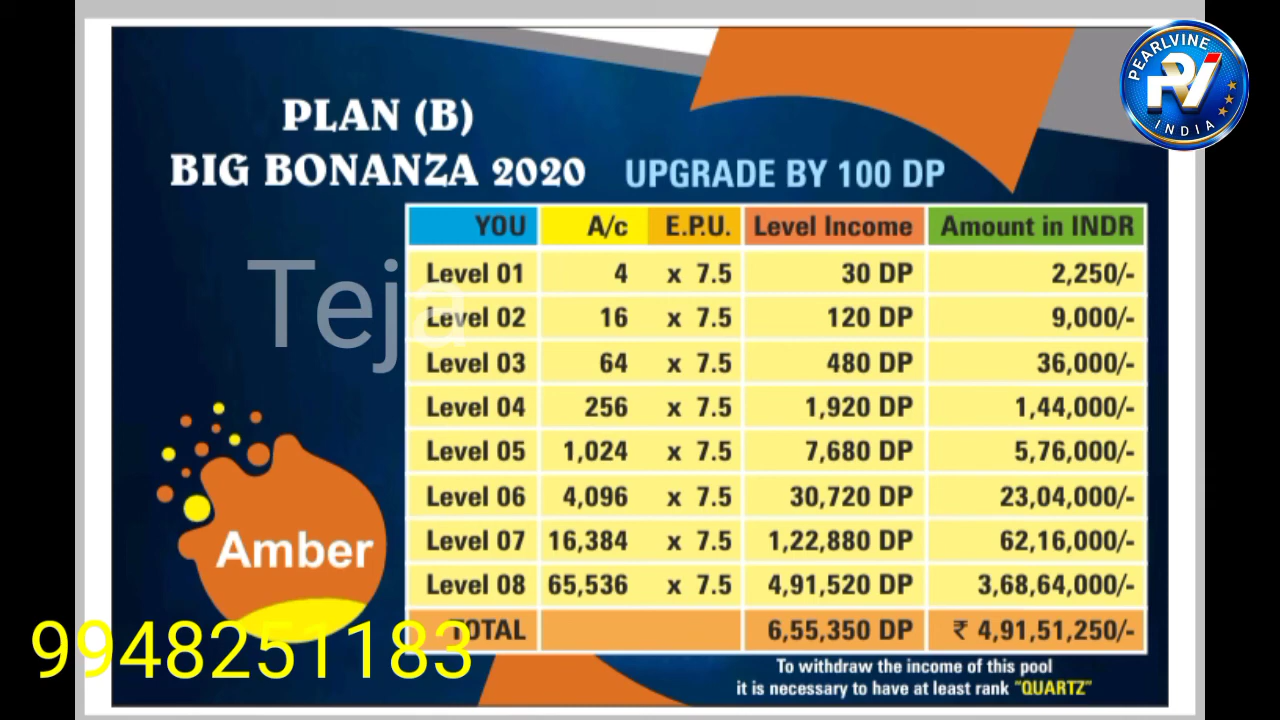 PEARLVINE
PV
INDIA
PLAN (B)
BIG BONANZA 2020 UPGRADE BY 100 DP
YOU A/c E.P.U. Level Income Amount in INDR
Level 01 4 x 7.5 30 DP 2,250/-
Level 02 16 x 7.5 120 DP 9,000/-
Level 03 64 x 7.5 480 DP 36,000/-
Level 04 256 x 7.5 1,920 DP 1,44,000/-
Level 05 1,024 x 7.5 7,680 DP 5,76,000/-
Level 06 4,096 x 7.5 30,720 DP 23,04,000/-
Level 07 16,384 x 7.5 1,22,880 DP 62,16,000/-
Level 08 65,536 x 7.5 4,91,520 DP 3,68,64,000/-
TOTAL 6,55,350 DP ₹ 4,91,51,250/-
Teja
Amber
9948251183
To withdraw the income of this pool
it is necessary to have at least rank "QUARTZ"